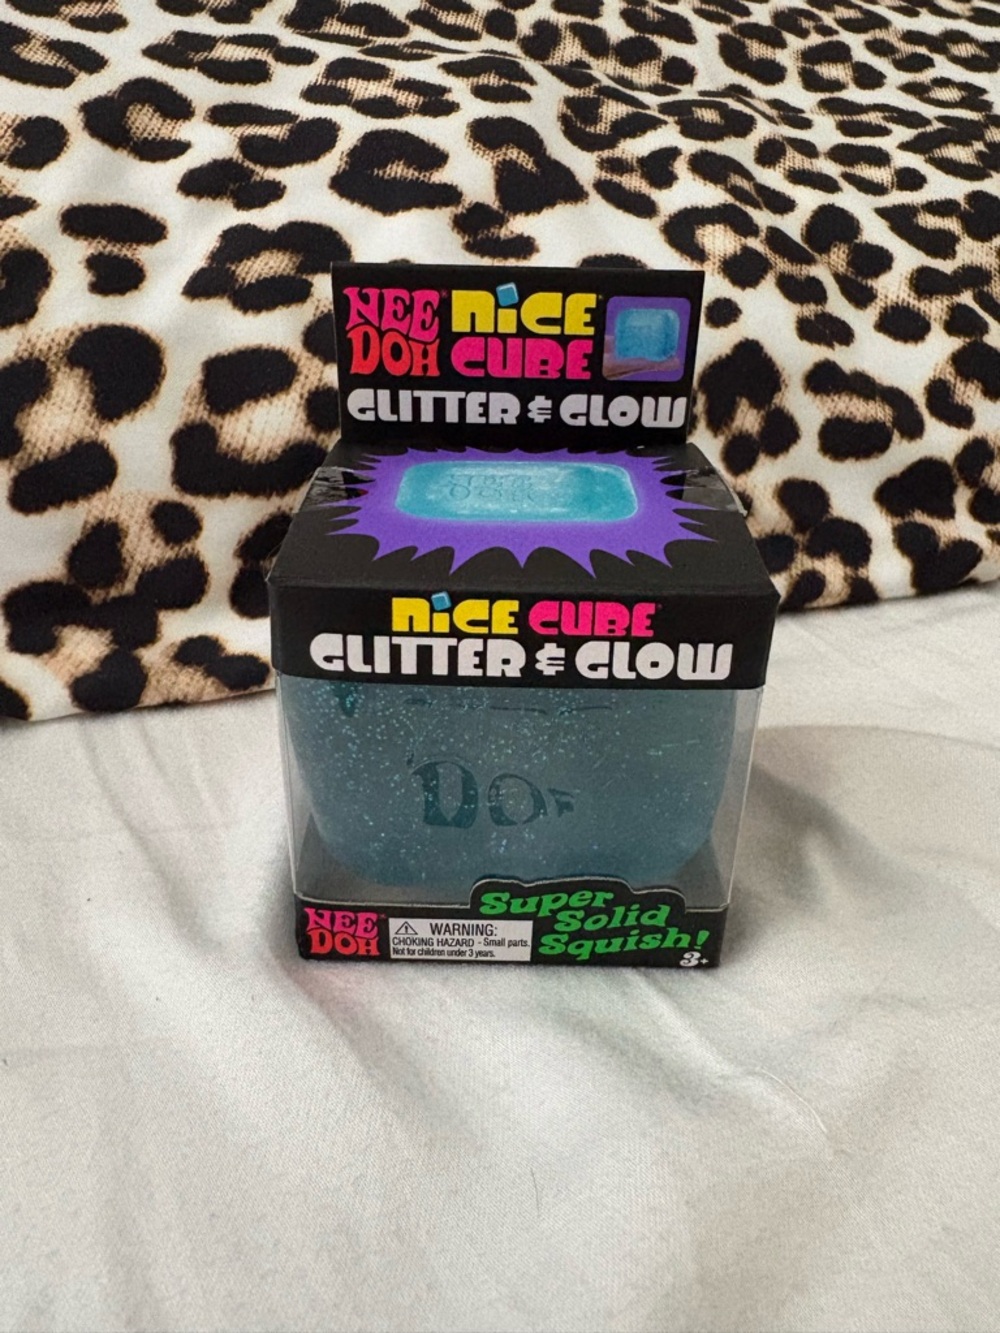 NEE DOH
NiCE CUBE
GLITTER & GLOW
NiCE CUBE
GLITTER & GLOW
DO
NEE DOH
WARNING:
CHOKING HAZARD - Small parts.
Not for children under 3 years.
Super
Solid
Squish!
3+